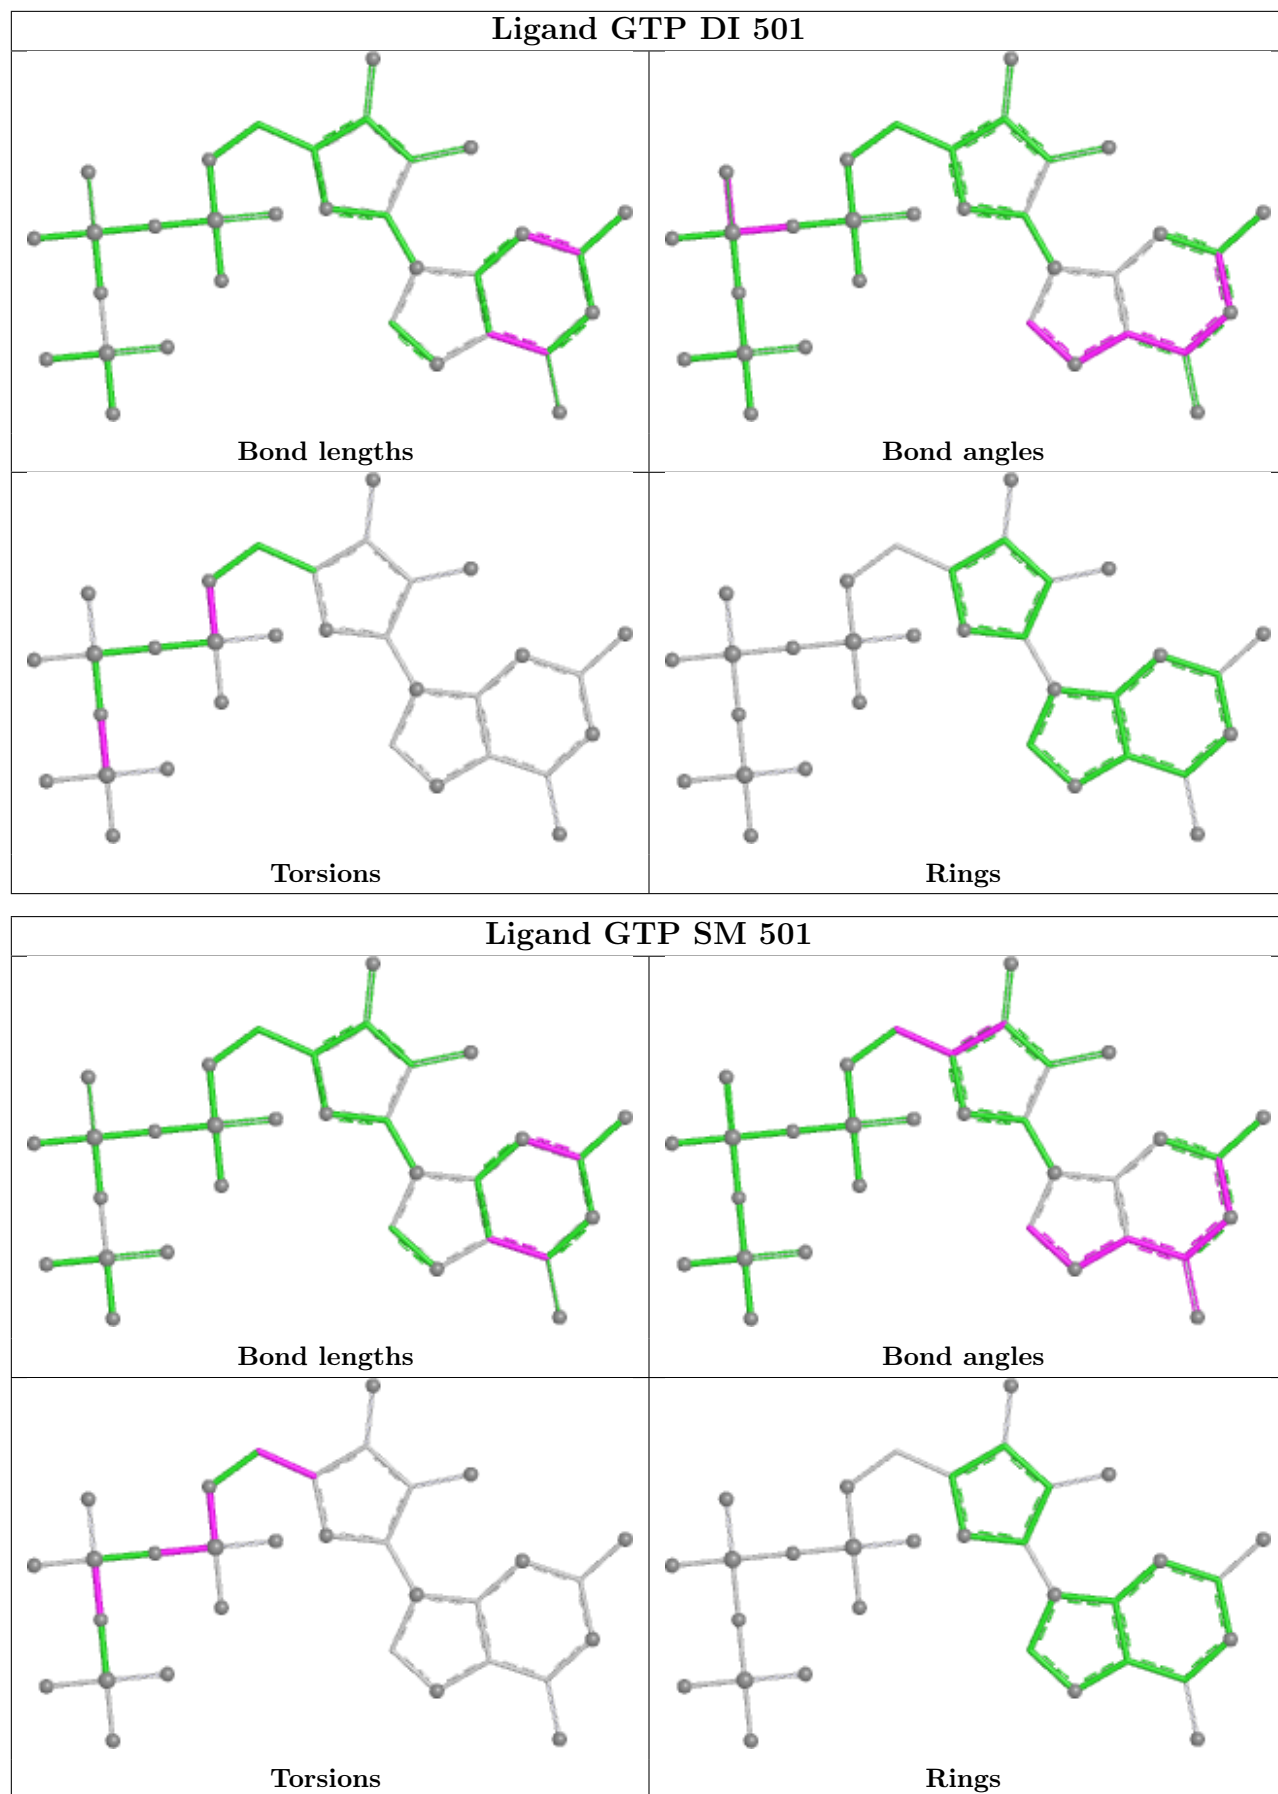 Ligand GTP DI 501
Bond lengths
Bond angles
Torsions
Rings
Ligand GTP SM 501
Bond lengths
Bond angles
Torsions
Rings